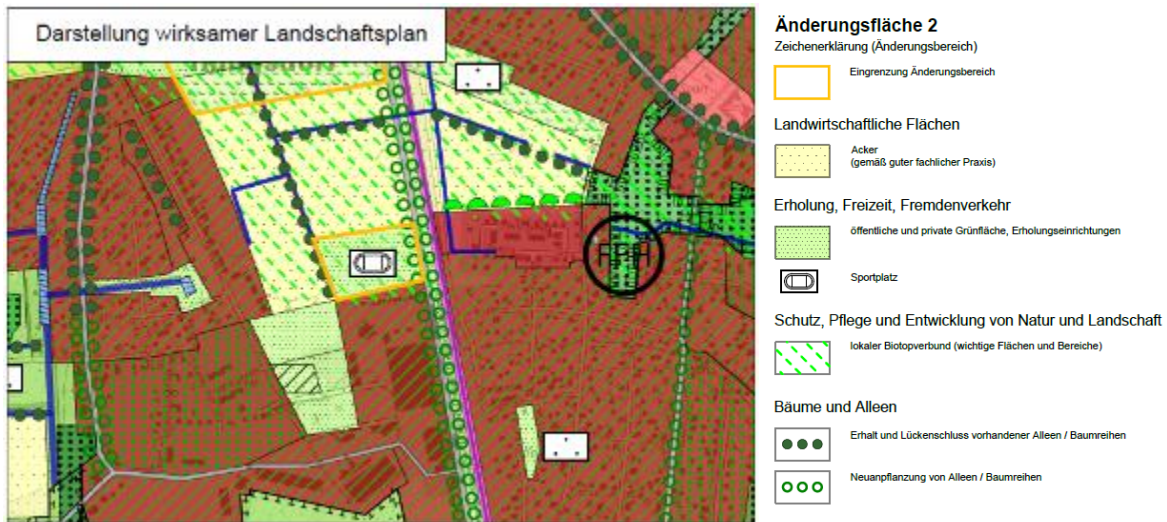 Darstellung wirksamer Landschaftsplan
Änderungsfläche 2
Zeichenerklärung (Änderungsbereich)
Eingrenzung Änderungsbereich
Landwirtschaftliche Flächen
Acker
(gemäß guter fachlicher Praxis)
Erholung, Freizeit, Fremdenverkehr
öffentliche und private Grünfläche, Erholungseinrichtungen
Sportplatz
Schutz, Pflege und Entwicklung von Natur und Landschaft
lokaler Biotopverbund (wichtige Flächen und Bereiche)
Bäume und Alleen
Erhalt und Lückenschluss vorhandener Alleen / Baumreihen
Neuanpflanzung von Alleen / Baumreihen